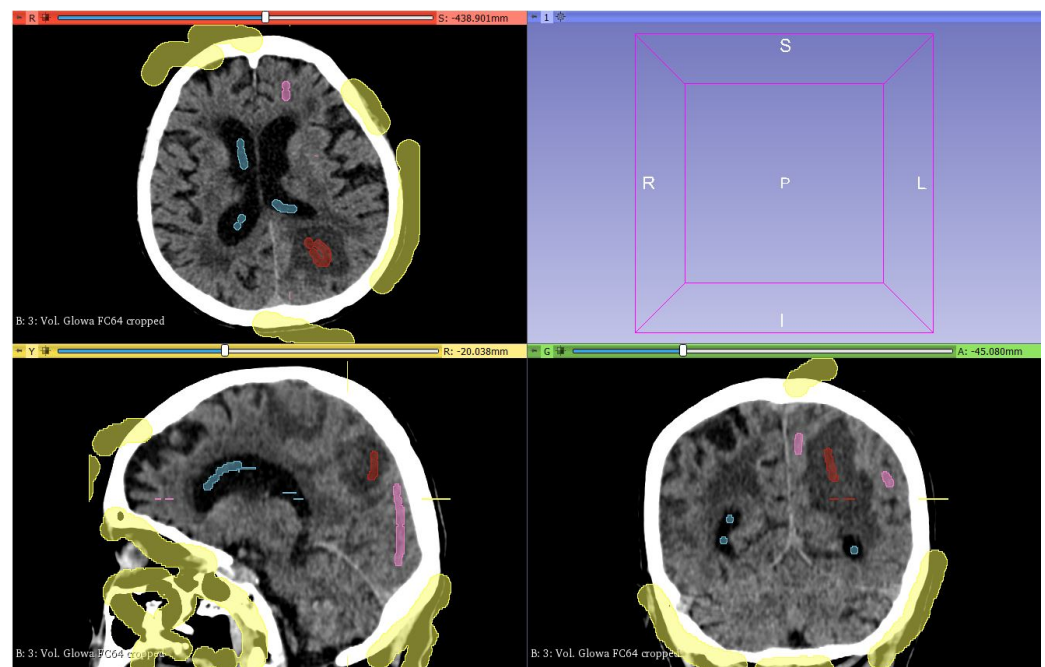 R S: -438.901mm
1
S
R P L
I
B: 3: Vol. Glowa FC64 cropped
Y R: -20.038mm
G A: -45.080mm
B: 3: Vol. Glowa FC64 cropped
B: 3: Vol. Glowa FC64 cropped